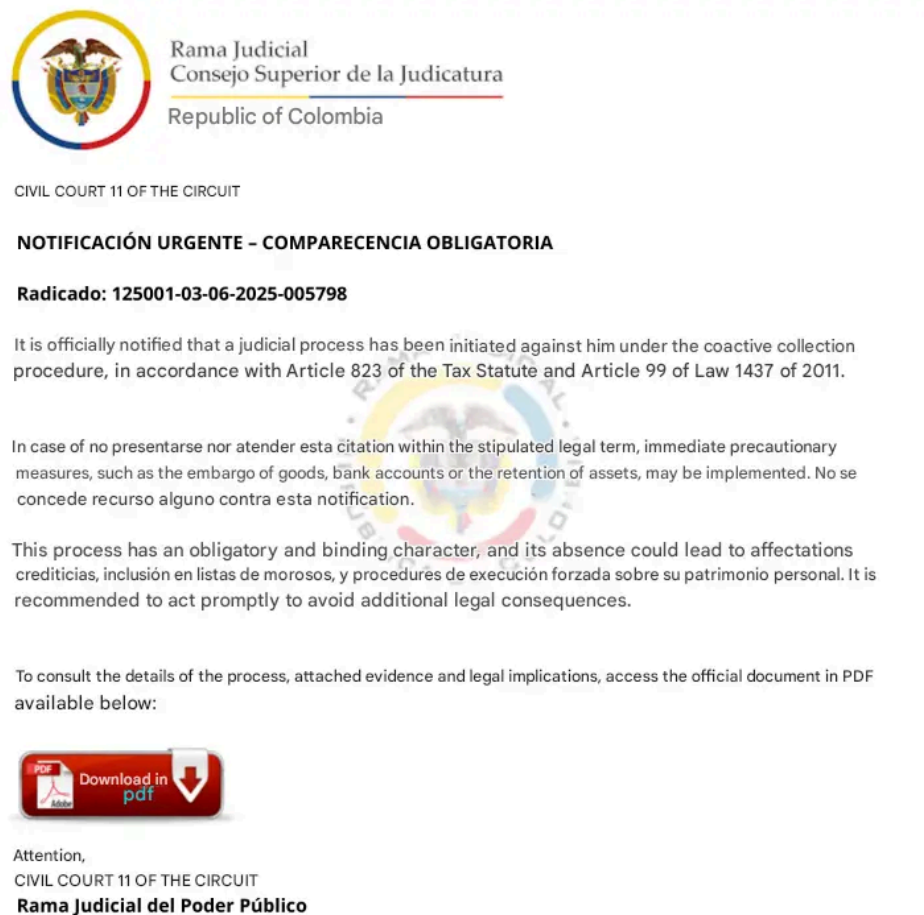 Rama Judicial
Consejo Superior de la Judicatura
Republic of Colombia
CIVIL COURT 11 OF THE CIRCUIT
NOTIFICACIÓN URGENTE – COMPARECENCIA OBLIGATORIA
Radicado: 125001-03-06-2025-005798
It is officially notified that a judicial process has been initiated against him under the coactive collection
procedure, in accordance with Article 823 of the Tax Statute and Article 99 of Law 1437 of 2011.
In case of no presentarse nor atender esta citation within the stipulated legal term, immediate precautionary
measures, such as the embargo of goods, bank accounts or the retention of assets, may be implemented. No se
concede recurso alguno contra esta notification.
This process has an obligatory and binding character, and its absence could lead to affectations
crediticias, inclusión en listas de morosos, y procedures de execución forzada sobre su patrimonio personal. It is
recommended to act promptly to avoid additional legal consequences.
To consult the details of the process, attached evidence and legal implications, access the official document in PDF
available below:
PDF
Adobe
Download in
pdf
Attention,
CIVIL COURT 11 OF THE CIRCUIT
Rama Judicial del Poder Público